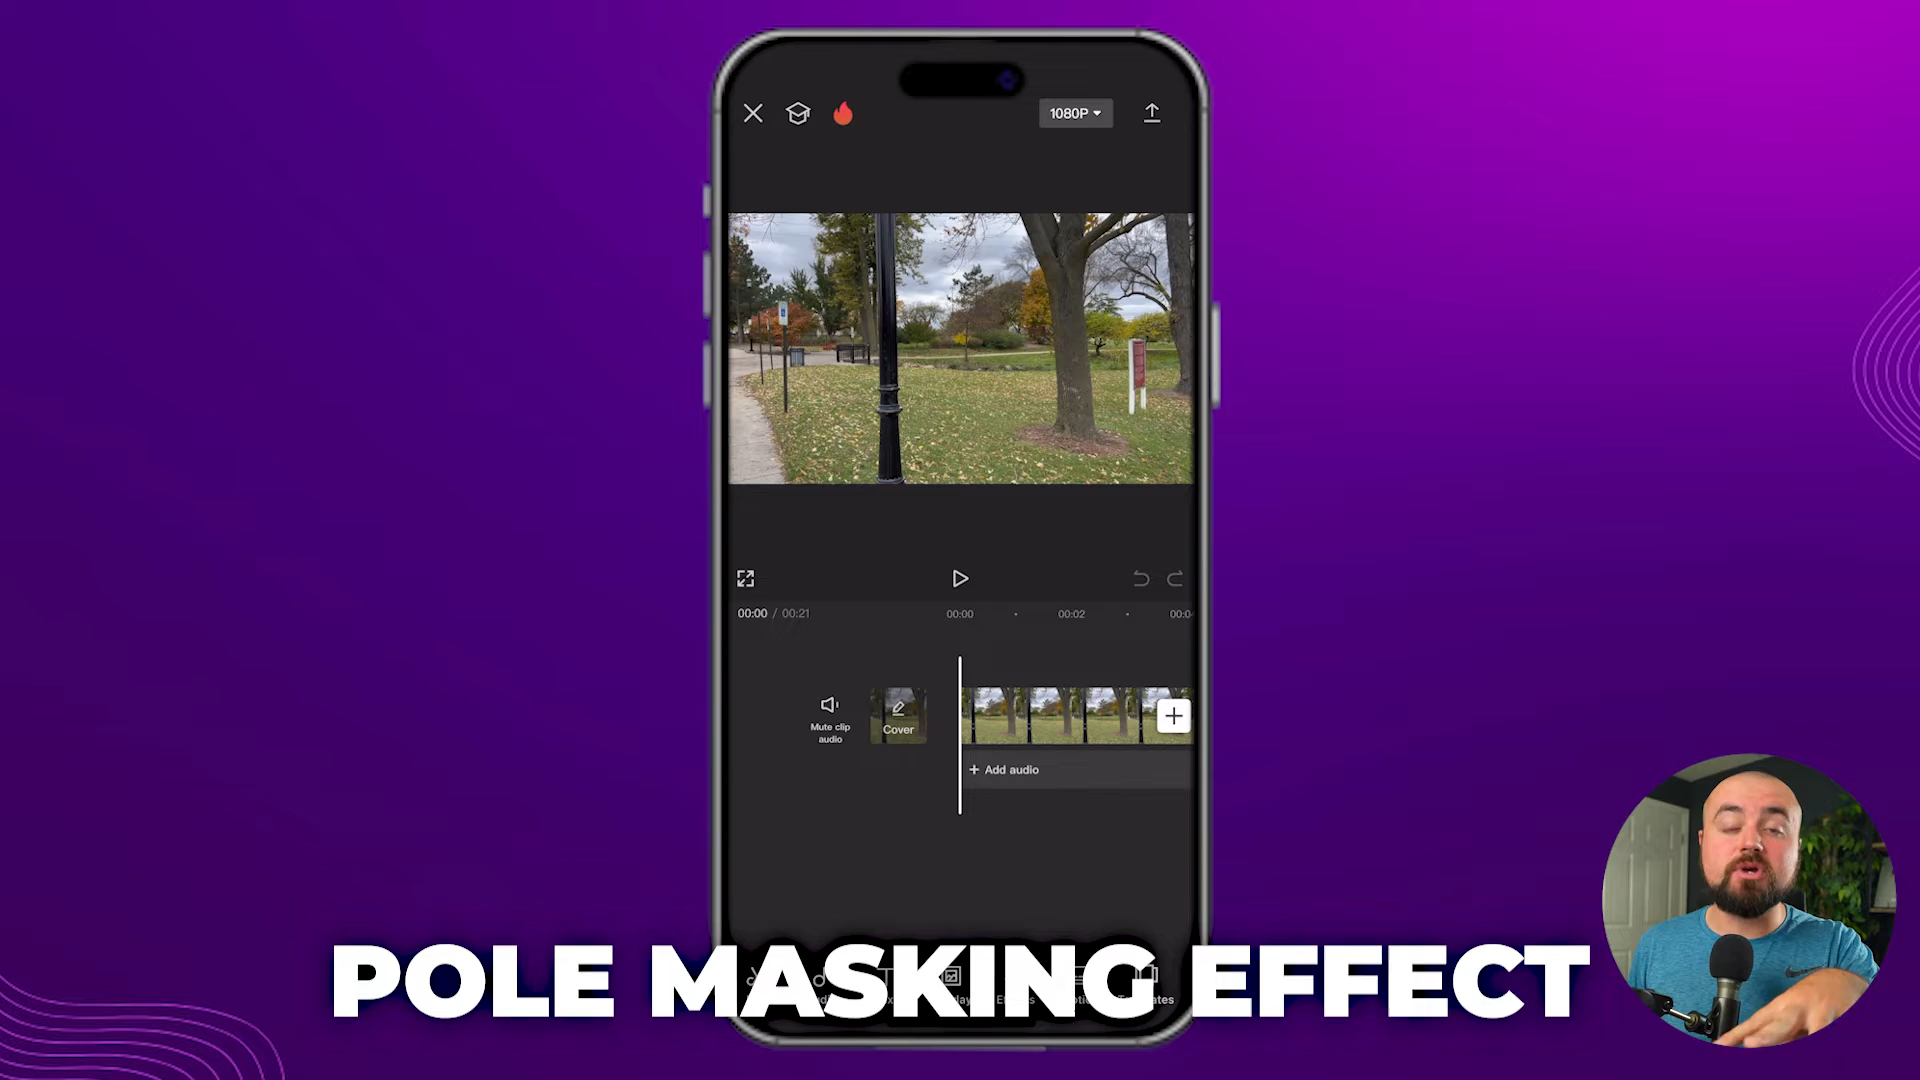 1080P
00:00 / 00:21
00:00
00:02
Mute clip
audio
Cover
+ Add audio
POLE MASKING EFFECT